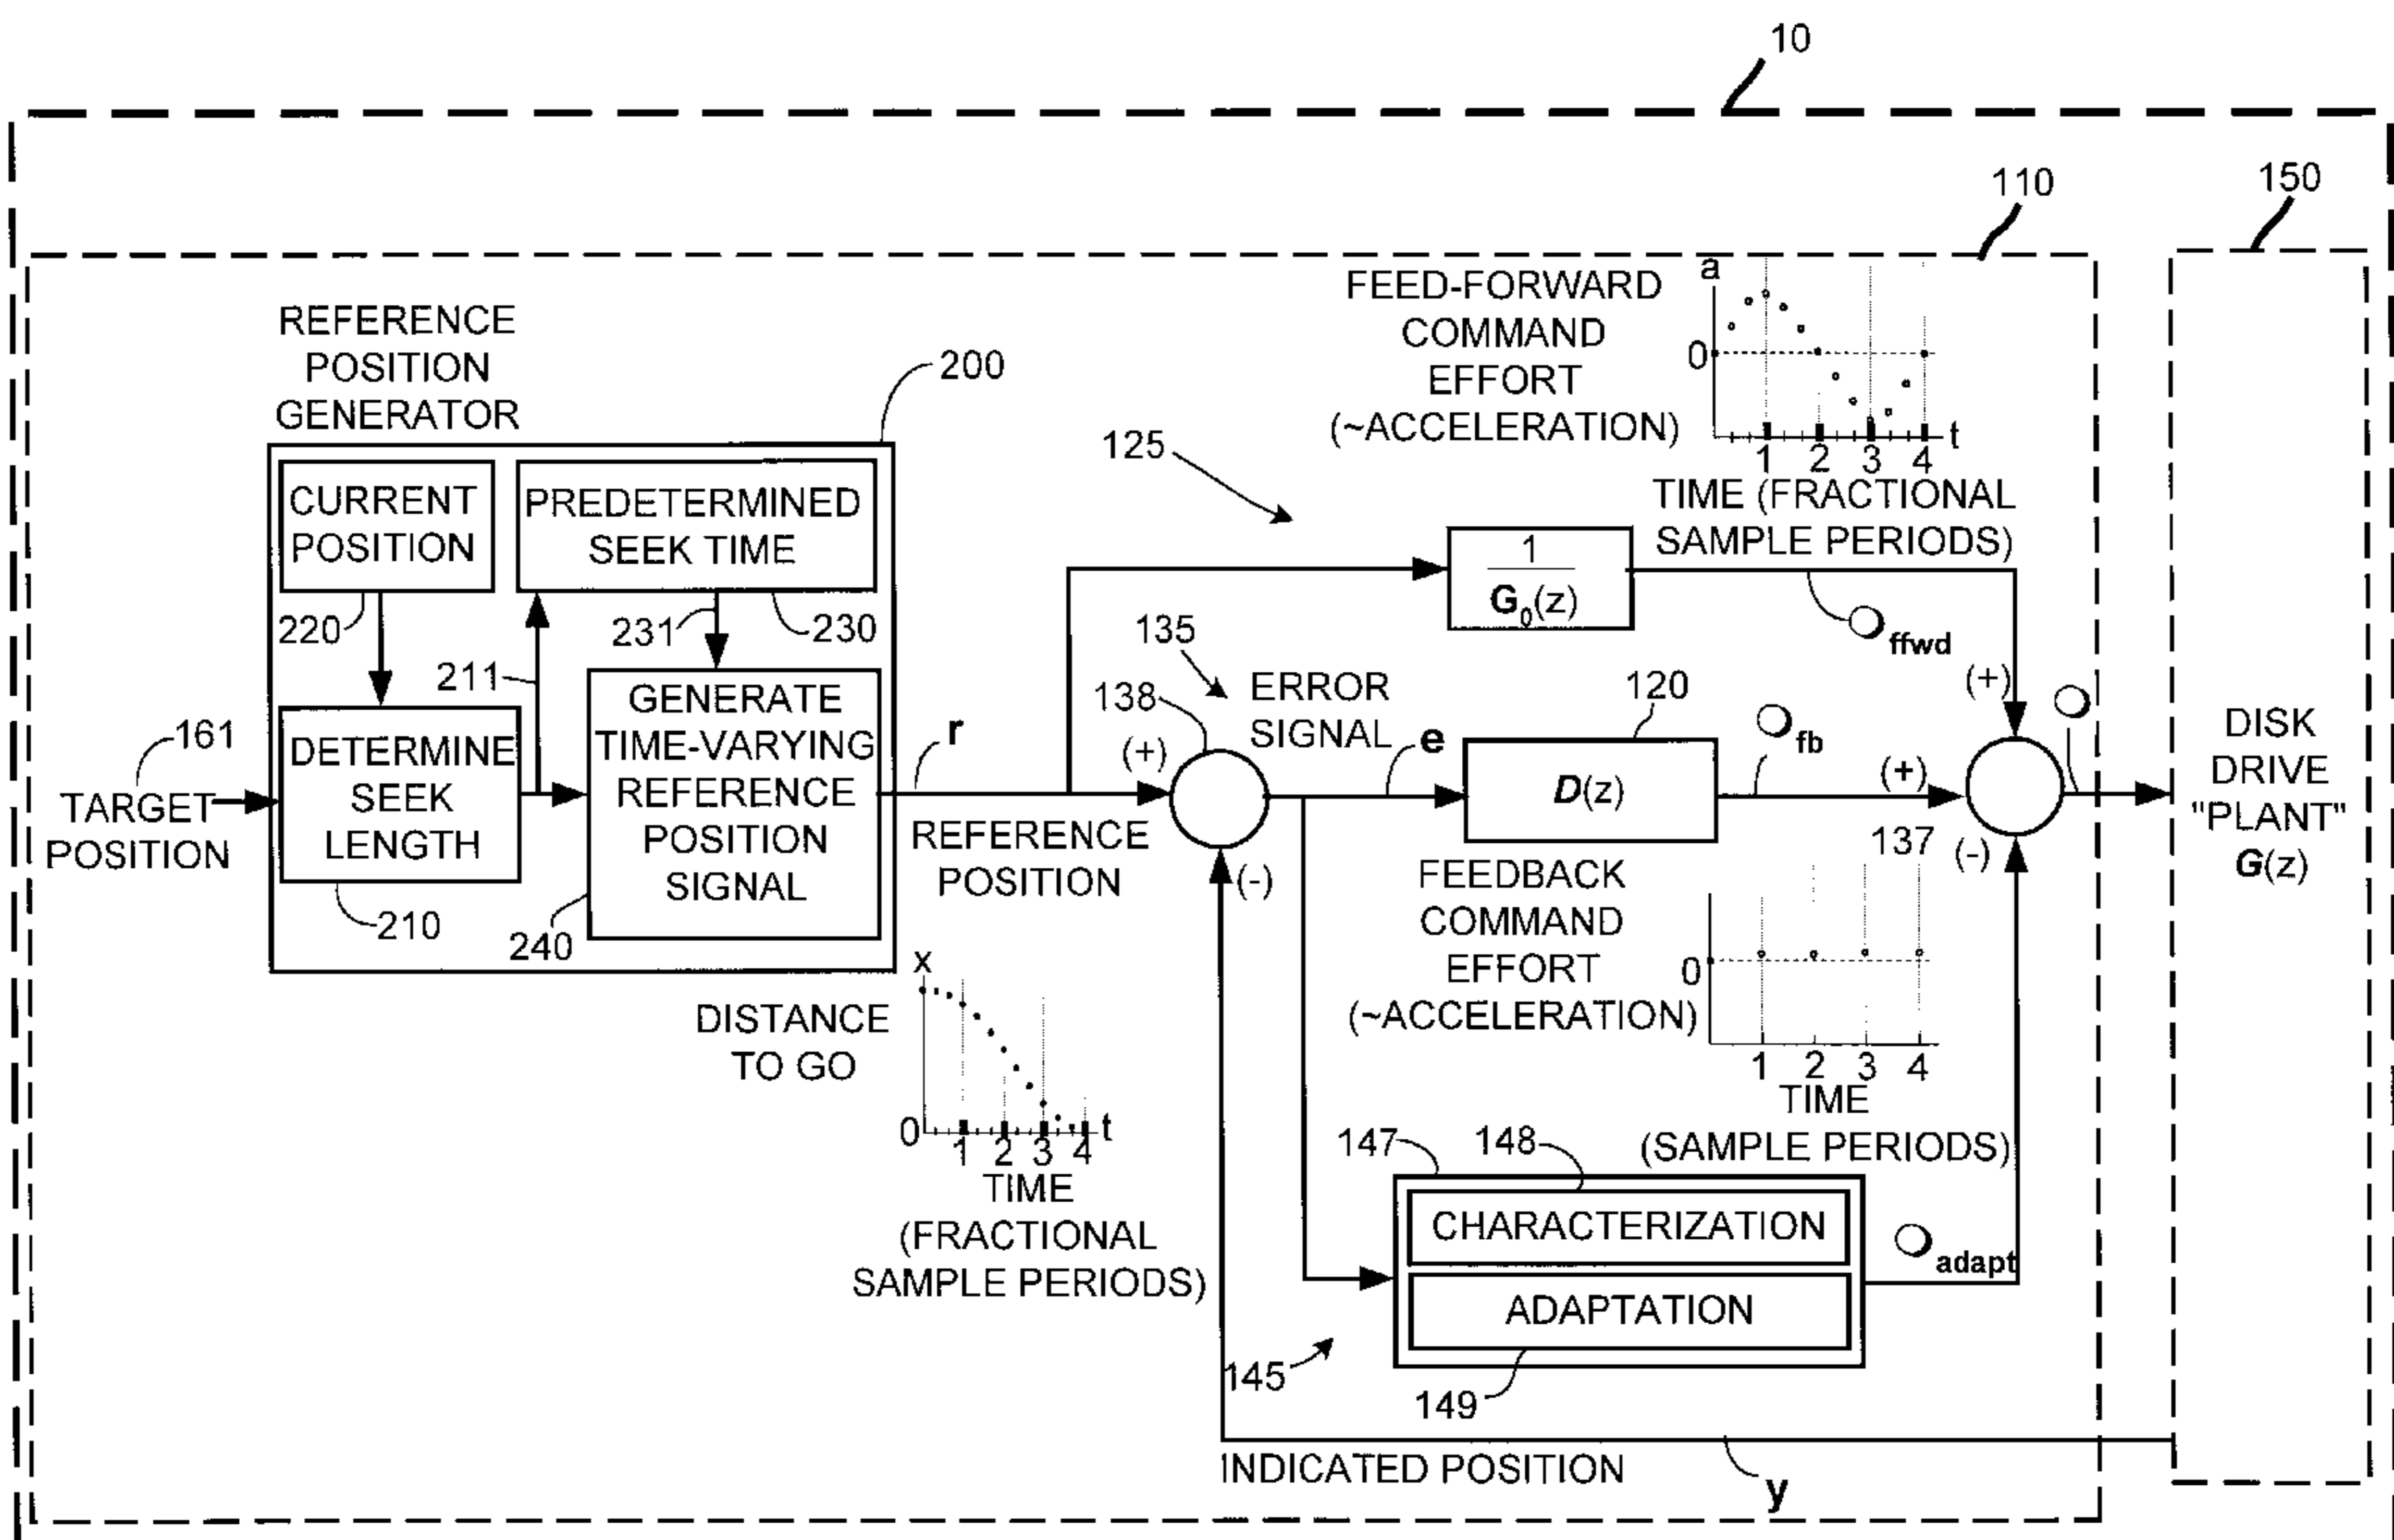 10
110
150
REFERENCE
POSITION
GENERATOR
200
CURRENT
POSITION
220
PREDETERMINED
SEEK TIME
231
230
211
161
TARGET
POSITION
DETERMINE
SEEK
LENGTH
210
GENERATE
TIME-VARYING
REFERENCE
POSITION
SIGNAL
240
r
REFERENCE
POSITION
DISTANCE
TO GO
x
0
t
1 2 3 4
TIME
(FRACTIONAL
SAMPLE PERIODS)
125
FEED-FORWARD
COMMAND
EFFORT
(~ACCELERATION)
a
0
t
1 2 3 4
TIME (FRACTIONAL
SAMPLE PERIODS)
1
G0(z)
ffwd
(+)
135
138
ERROR
SIGNAL
(+)
(-)
e
120
D(z)
fb
(+)
137
(-)
FEEDBACK
COMMAND
EFFORT
(~ACCELERATION)
0
1 2 3 4
TIME
(SAMPLE PERIODS)
147
148
CHARACTERIZATION
ADAPTATION
adapt
145
149
INDICATED POSITION
y
DISK
DRIVE
"PLANT"
G(z)